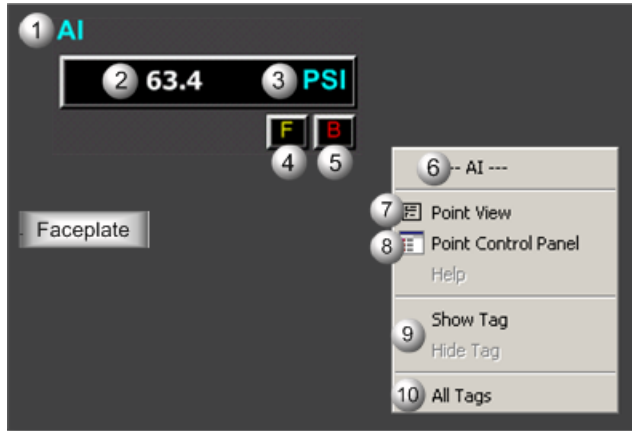 1 AI
2 63.4 3 PSI
F B
4 5
6 -- AI ---
7 Point View
Faceplate
8 Point Control Panel
Help
Show Tag
9
Hide Tag
10 All Tags